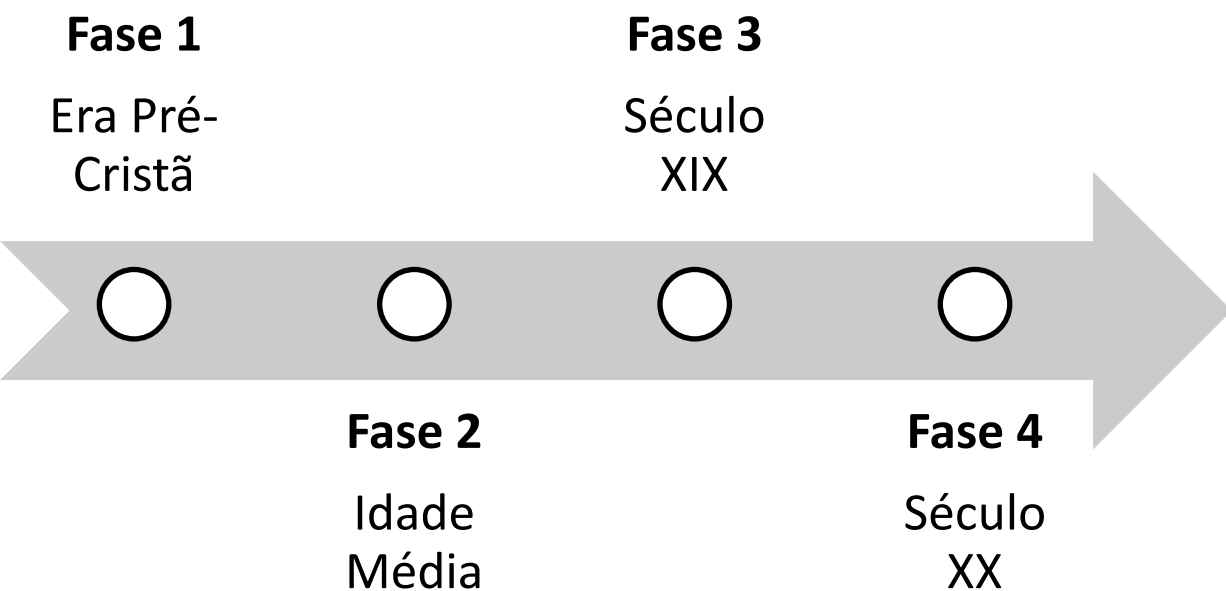 Fase 1
Era Pré-
Cristã
Fase 2
Idade
Média
Fase 3
Século
XIX
Fase 4
Século
XX